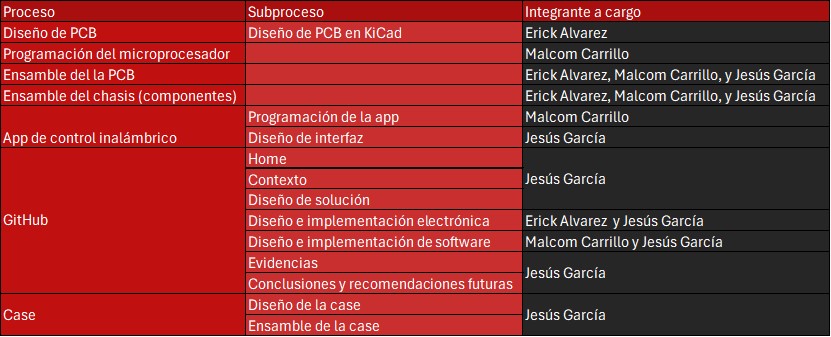 Proceso Subproceso Integrante a cargo
Diseño de PCB Diseño de PCB en KiCad Erick Alvarez
Programación del microprocesador Malcom Carrillo
Ensamble del la PCB Erick Alvarez, Malcom Carrillo, y Jesús García
Ensamble del chasis (componentes) Erick Alvarez, Malcom Carrillo, y Jesús García
App de control inalámbrico
Programación de la app Malcom Carrillo
Diseño de interfaz Jesús García
GitHub
Home
Contexto
Diseño de solución
Jesús García
Diseño e implementación electrónica Erick Alvarez y Jesús García
Diseño e implementación de software Malcom Carrillo y Jesús García
Evidencias
Conclusiones y recomendaciones futuras
Jesús García
Case
Diseño de la case
Ensamble de la case
Jesús García